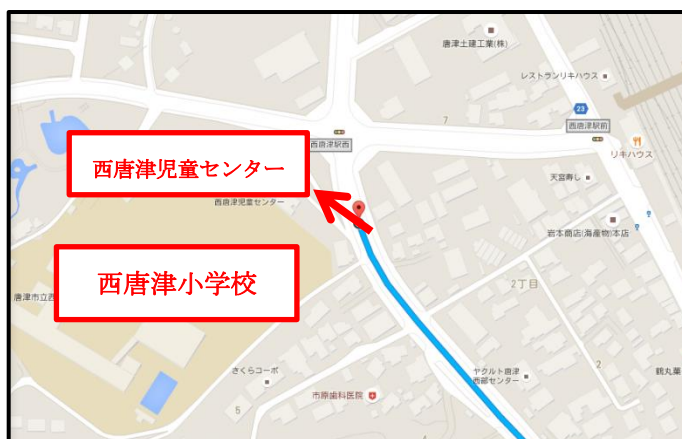 唐津土建工業(株)
レストランリキハウス
23
7
西唐津駅前
西唐津駅西
リキハウス
西唐津児童センター
天宮寿し
西唐津児童センター
岩本商店(海産物)本店
西唐津小学校
2丁目
唐津市立西
さくらコーポ
ヤクルト唐津
西部センター
2
鶴丸薬
市原歯科医院
5
4